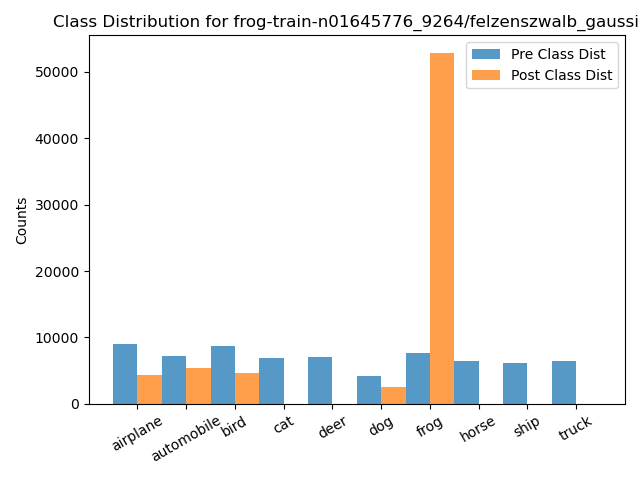 Class Distribution for frog-train-n01645776_9264/felzenszwalb_gaussi
Pre Class Dist
Post Class Dist
Counts
50000
40000
30000
20000
10000
0
airplane
automobile
bird
cat
deer
dog
frog
horse
ship
truck